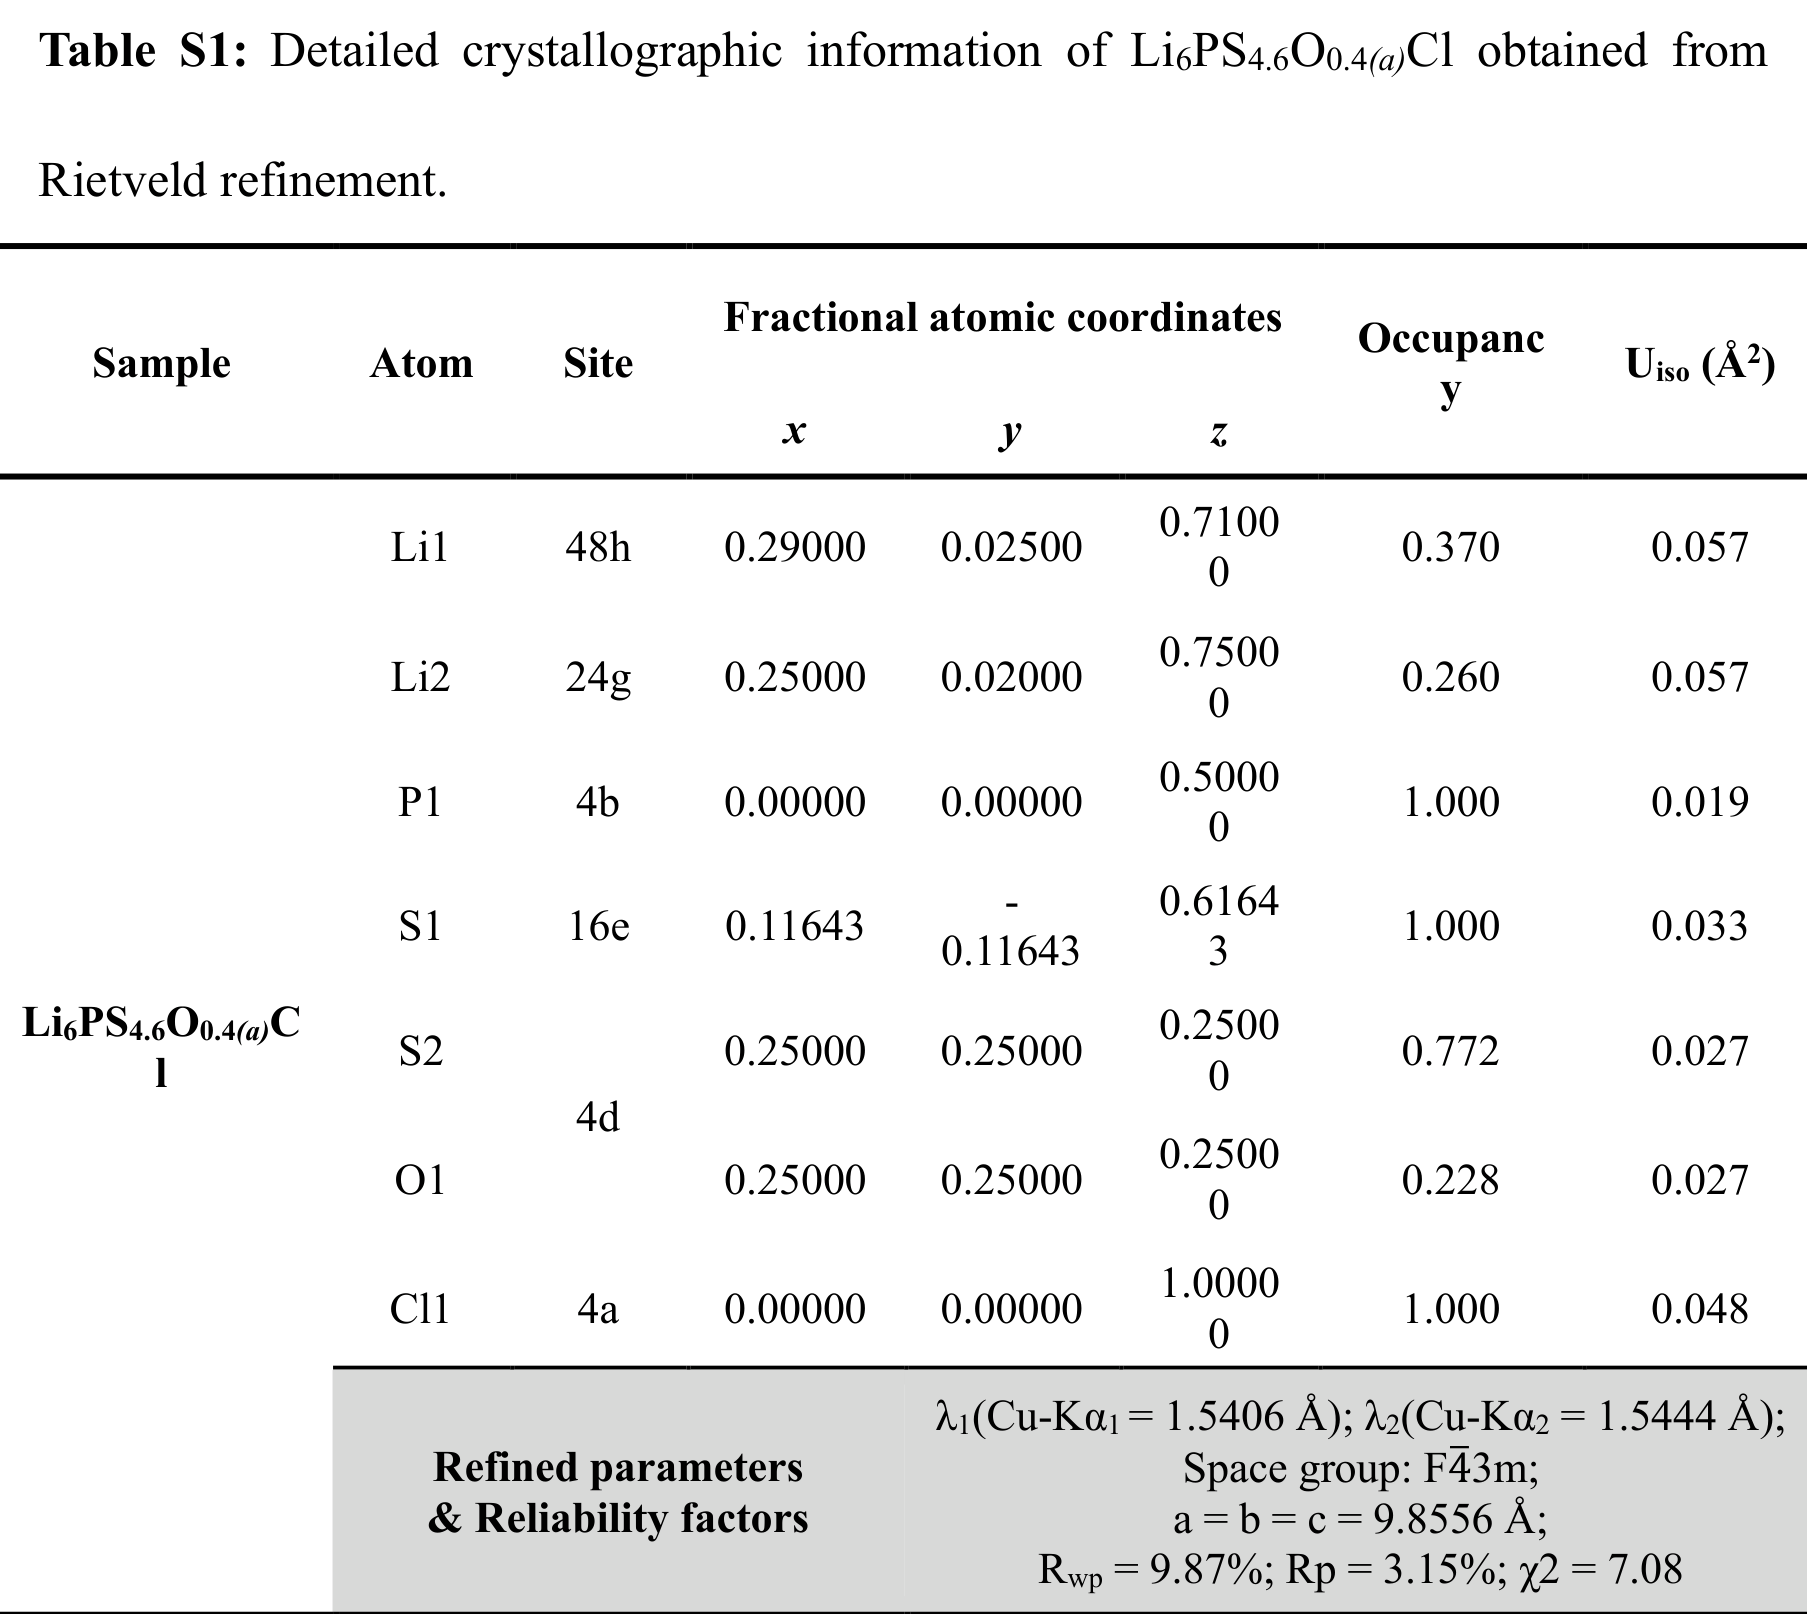 Table S1: Detailed crystallographic information of Li₆PS₄.₆O₀.₄₍ₐ₎Cl obtained from
Rietveld refinement.
Sample Atom Site Fractional atomic coordinates Occupanc
y Uiso (Å²)
x y z
Li1 48h 0.29000 0.02500 0.7100
0 0.370 0.057
Li2 24g 0.25000 0.02000 0.7500
0 0.260 0.057
P1 4b 0.00000 0.00000 0.5000
0 1.000 0.019
S1 16e 0.11643 -
0.11643 0.6164
3 1.000 0.033
Li₆PS₄.₆O₀.₄₍ₐ₎C
l
S2 4d 0.25000 0.25000 0.2500
0 0.772 0.027
O1 0.25000 0.25000 0.2500
0 0.228 0.027
Cl1 4a 0.00000 0.00000 1.0000
0 1.000 0.048
Refined parameters
& Reliability factors
λ₁(Cu-Kα₁ = 1.5406 Å); λ₂(Cu-Kα₂ = 1.5444 Å);
Space group: F4̅3m;
a = b = c = 9.8556 Å;
Rwp = 9.87%; Rp = 3.15%; χ2 = 7.08